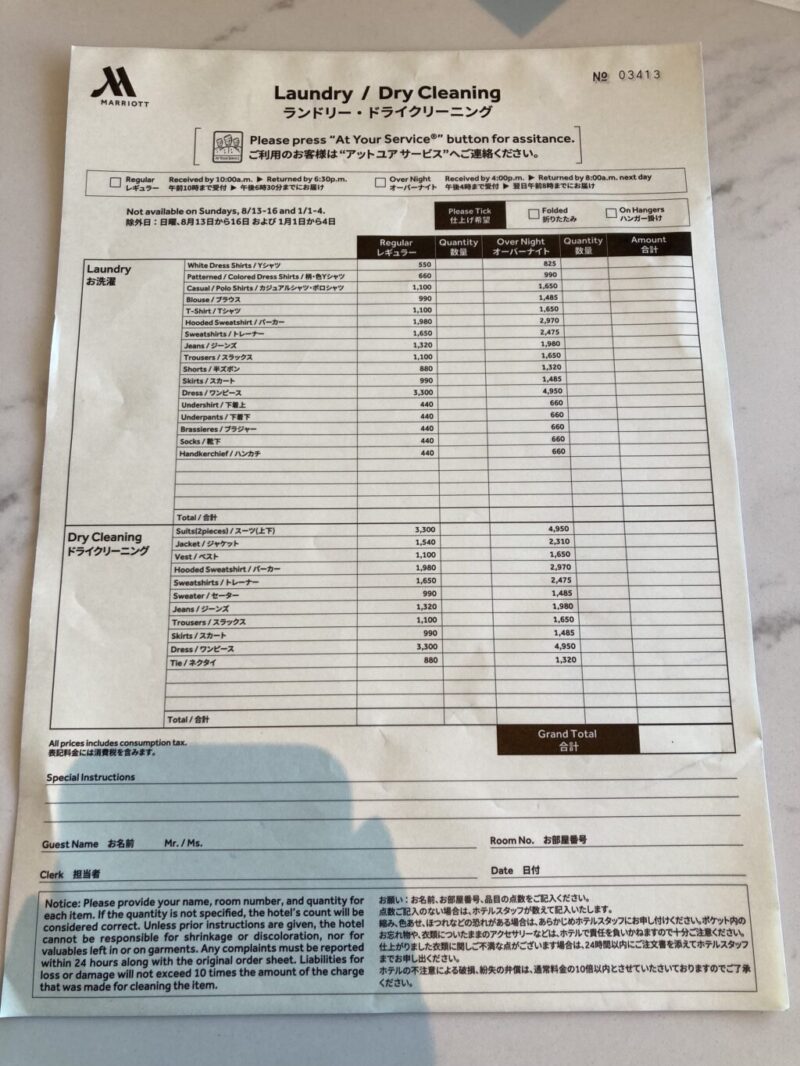 MARRIOTT
Laundry / Dry Cleaning
ランドリー・ドライクリーニング
№ 03413
Please press "At Your Service®" button for assitance.
ご利用のお客様は"アットユア サービス"へご連絡ください。
Regular Received by 10:00a.m. ▶ Returned by 6:30p.m.
レギュラー 午前10時まで受付 ▶ 午後6時30分までにお届け
Over Night Received by 4:00p.m. ▶ Returned by 8:00a.m. next day
オーバーナイト 午後4時まで受付 ▶ 翌日午前8時までにお届け
Not available on Sundays, 8/13-16 and 1/1-4.
除外日：日曜、8月13日から16日 および 1月1日から4日
Please Tick
仕上げ希望
Folded
折りたたみ
On Hangers
ハンガー掛け
Regular Quantity Over Night Quantity Amount
レギュラー 数量 オーバーナイト 数量 合計
Laundry
お洗濯
White Dress Shirts / Yシャツ 550 825
Patterned / Colored Dress Shirts / 柄・色Yシャツ 660 990
Casual / Polo Shirts / カジュアルシャツ・ポロシャツ 1,100 1,650
Blouse / ブラウス 990 1,485
T-Shirt / Tシャツ 1,100 1,650
Hooded Sweatshirt / パーカー 1,980 2,970
Sweatshirts / トレーナー 1,650 2,475
Jeans / ジーンズ 1,320 1,980
Trousers / スラックス 1,100 1,650
Shorts / 半ズボン 880 1,320
Skirts / スカート 990 1,485
Dress / ワンピース 3,300 4,950
Undershirt / 下着上 440 660
Underpants / 下着下 440 660
Brassieres / ブラジャー 440 660
Socks / 靴下 440 660
Handkerchief / ハンカチ 440 660
Total / 合計
Dry Cleaning
ドライクリーニング
Suits(2pieces) / スーツ(上下) 3,300 4,950
Jacket / ジャケット 1,540 2,310
Vest / ベスト 1,100 1,650
Hooded Sweatshirt / パーカー 1,980 2,970
Sweatshirts / トレーナー 1,650 2,475
Sweater / セーター 990 1,485
Jeans / ジーンズ 1,320 1,980
Trousers / スラックス 1,100 1,650
Skirts / スカート 990 1,485
Dress / ワンピース 3,300 4,950
Tie / ネクタイ 880 1,320
Total / 合計
All prices includes consumption tax.
表記料金には消費税を含みます。
Grand Total
合計
Special Instructions
Guest Name お名前 Mr. / Ms.
Room No. お部屋番号
Clerk 担当者
Date 日付
Notice: Please provide your name, room number, and quantity for
each item. If the quantity is not specified, the hotel's count will be
considered correct. Unless prior instructions are given, the hotel
cannot be responsible for shrinkage or discoloration, nor for
valuables left in or on garments. Any complaints must be reported
within 24 hours along with the original order sheet. Liabilities for
loss or damage will not exceed 10 times the amount of the charge
that was made for cleaning the item.
お願い：お名前、お部屋番号、品目の点数をご記入ください。
点数ご記入のない場合は、ホテルスタッフが数えて記入いたします。
縮み、色あせ、ほつれなどの恐れがある場合は、あらかじめホテルスタッフにお申し付けください。ポケット内の
お忘れ物や、衣類についたままのアクセサリーなどは、ホテルで責任を負いかねますので十分ご注意ください。
仕上がりました衣類に関しご不満な点がございます場合は、24時間以内にご注文書を添えてホテルスタッフ
までお申し出ください。
ホテルの不注意による破損、紛失の弁償は、通常料金の10倍以内とさせていただいておりますのでご了承
ください。